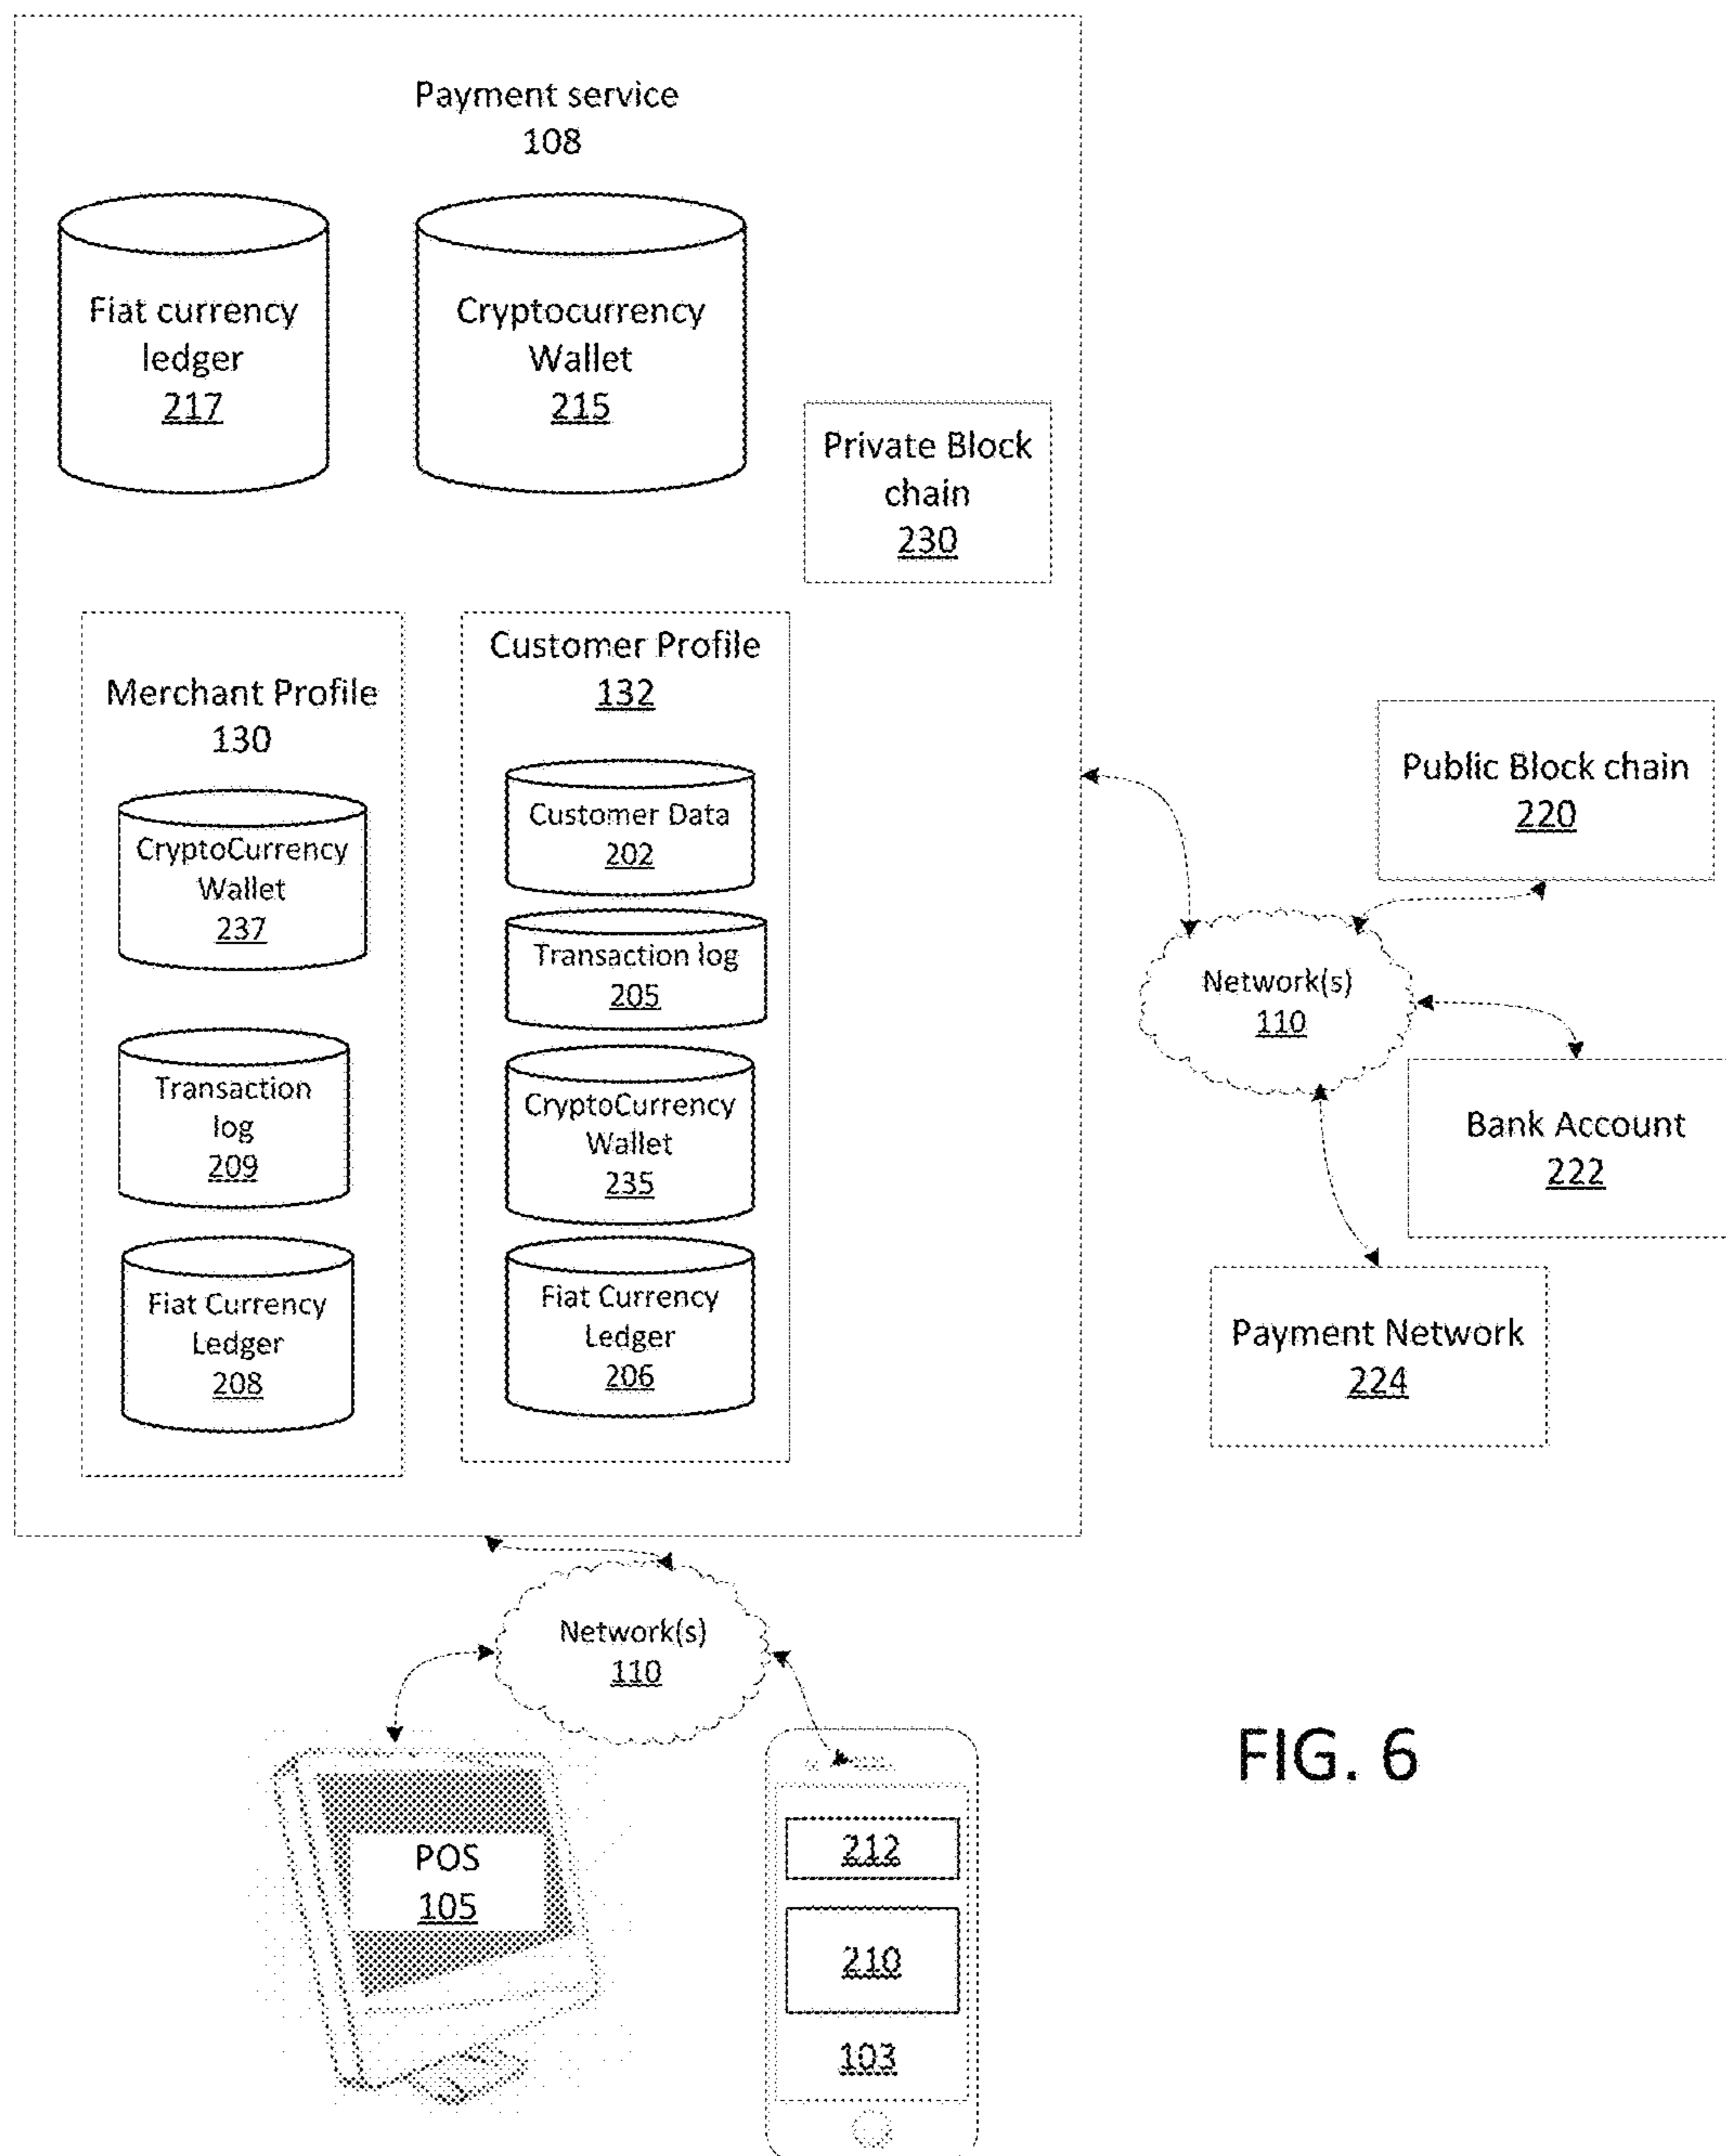 Payment service
108
Fiat currency
ledger
217
Cryptocurrency
Wallet
215
Private Block
chain
230
Merchant Profile
130
CryptoCurrency
Wallet
237
Transaction
log
209
Fiat Currency
Ledger
208
Customer Profile
132
Customer Data
202
Transaction log
205
CryptoCurrency
Wallet
235
Fiat Currency
Ledger
206
Public Block chain
220
Network(s)
110
Bank Account
222
Payment Network
224
Network(s)
110
POS
105
212
210
103
FIG. 6